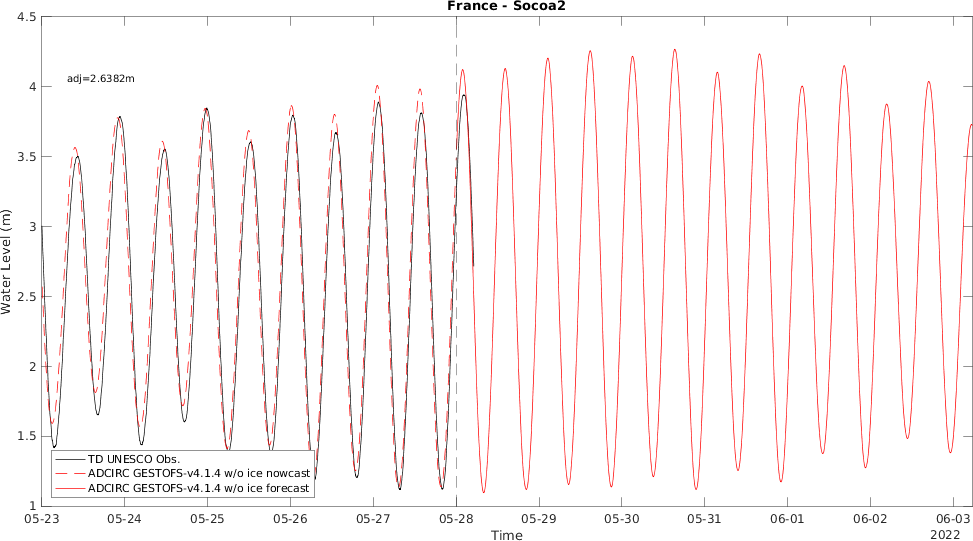 France - Socoa2
4.5
4
3.5
3
2.5
2
1.5
1
Water Level (m)
adj=2.6382m
TD UNESCO Obs.
ADCIRC GESTOFS-v4.1.4 w/o ice nowcast
ADCIRC GESTOFS-v4.1.4 w/o ice forecast
05-23 05-24 05-25 05-26 05-27 05-28 05-29 05-30 05-31 06-01 06-02 06-03
Time
2022